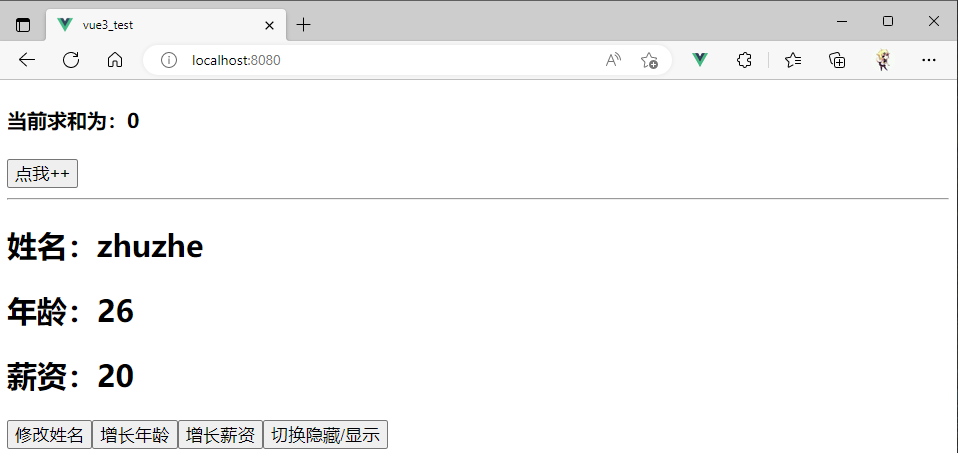 vue3_test
localhost:8080
当前求和为：0
点我++
姓名：zhuzhe
年龄：26
薪资：20
修改姓名 增长年龄 增长薪资 切换隐藏/显示